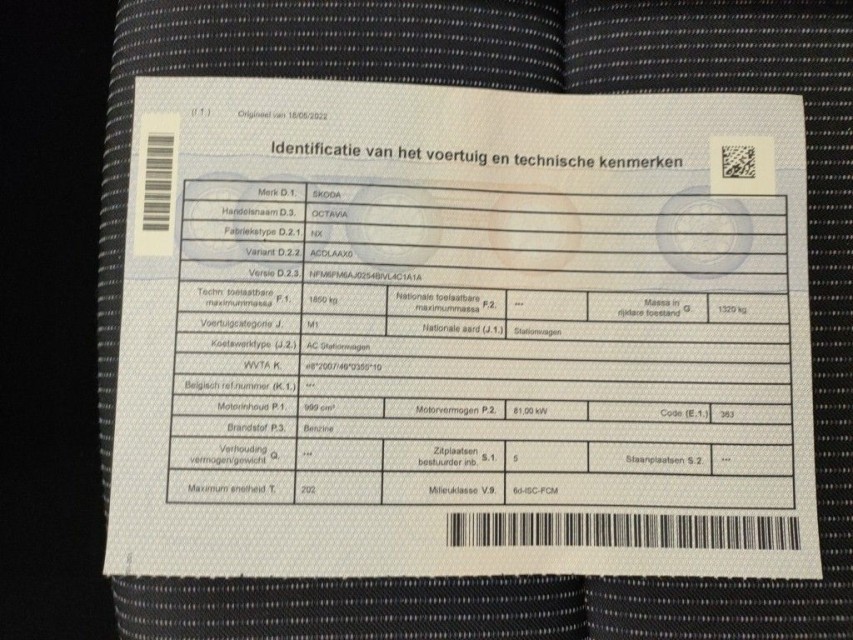 (I 1.) Origineel van 18/05/2022
Identificatie van het voertuig en technische kenmerken
Merk D.1. SKODA
Handelsnaam D.3. OCTAVIA
Fabriekstype D.2.1. NX
Variant D.2.2. ACDLAAX0
Versie D.2.3. NFM6FM6AJ0254BIVL4C1A1A
Techn. toelaatbare maximummassa F.1. 1850 kg Nationale toelaatbare maximummassa F.2. --- Massa in rijklare toestand G. 1320 kg
Voertuigcategorie J. M1 Nationale aard (J.1.) Stationwagen
Koetswerktype (J.2.) AC Stationwagen
WVTA K. e8*2007/46*0355*10
Belgisch ref.nummer (K.1.) ---
Motorinhoud P.1. 999 cm³ Motorvermogen P.2. 81,00 kW Code (E.1.) 363
Brandstof P.3. Benzine
Verhouding vermogen/gewicht Q. --- Zitplaatsen bestuurder inb. S.1. 5 Staanplaatsen S.2. ---
Maximum snelheid T. 202 Milieuklasse V.9. 6d-ISC-FCM